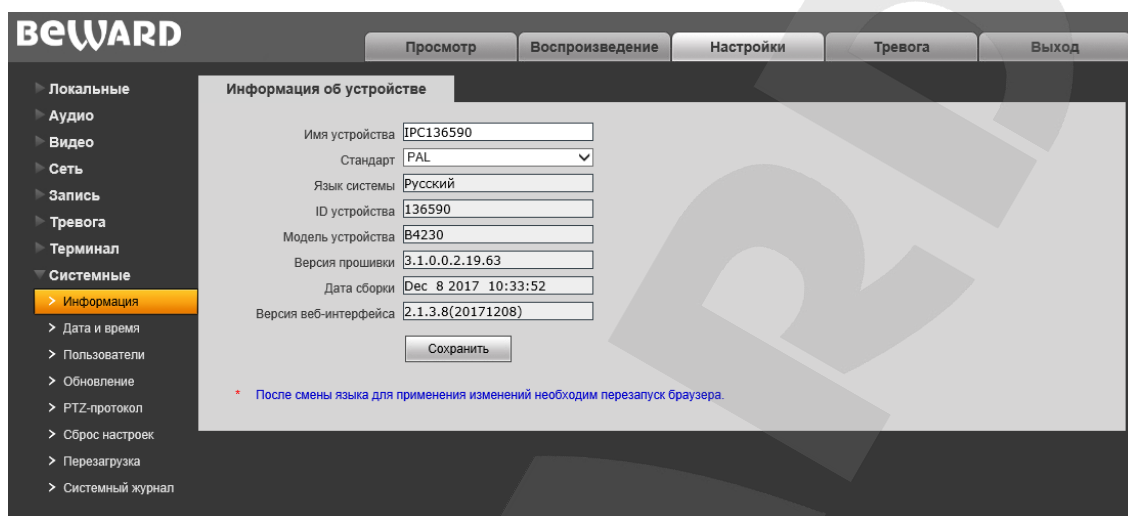 BEWARD
Просмотр Воспроизведение Настройки Тревога Выход
Локальные
Аудио
Видео
Сеть
Запись
Тревога
Терминал
Системные
Информация
Дата и время
Пользователи
Обновление
PTZ-протокол
Сброс настроек
Перезагрузка
Системный журнал
Информация об устройстве
Имя устройства IPC136590
Стандарт PAL
Язык системы Русский
ID устройства 136590
Модель устройства B4230
Версия прошивки 3.1.0.0.2.19.63
Дата сборки Dec 8 2017 10:33:52
Версия веб-интерфейса 2.1.3.8(20171208)
Сохранить
* После смены языка для применения изменений необходим перезапуск браузера.